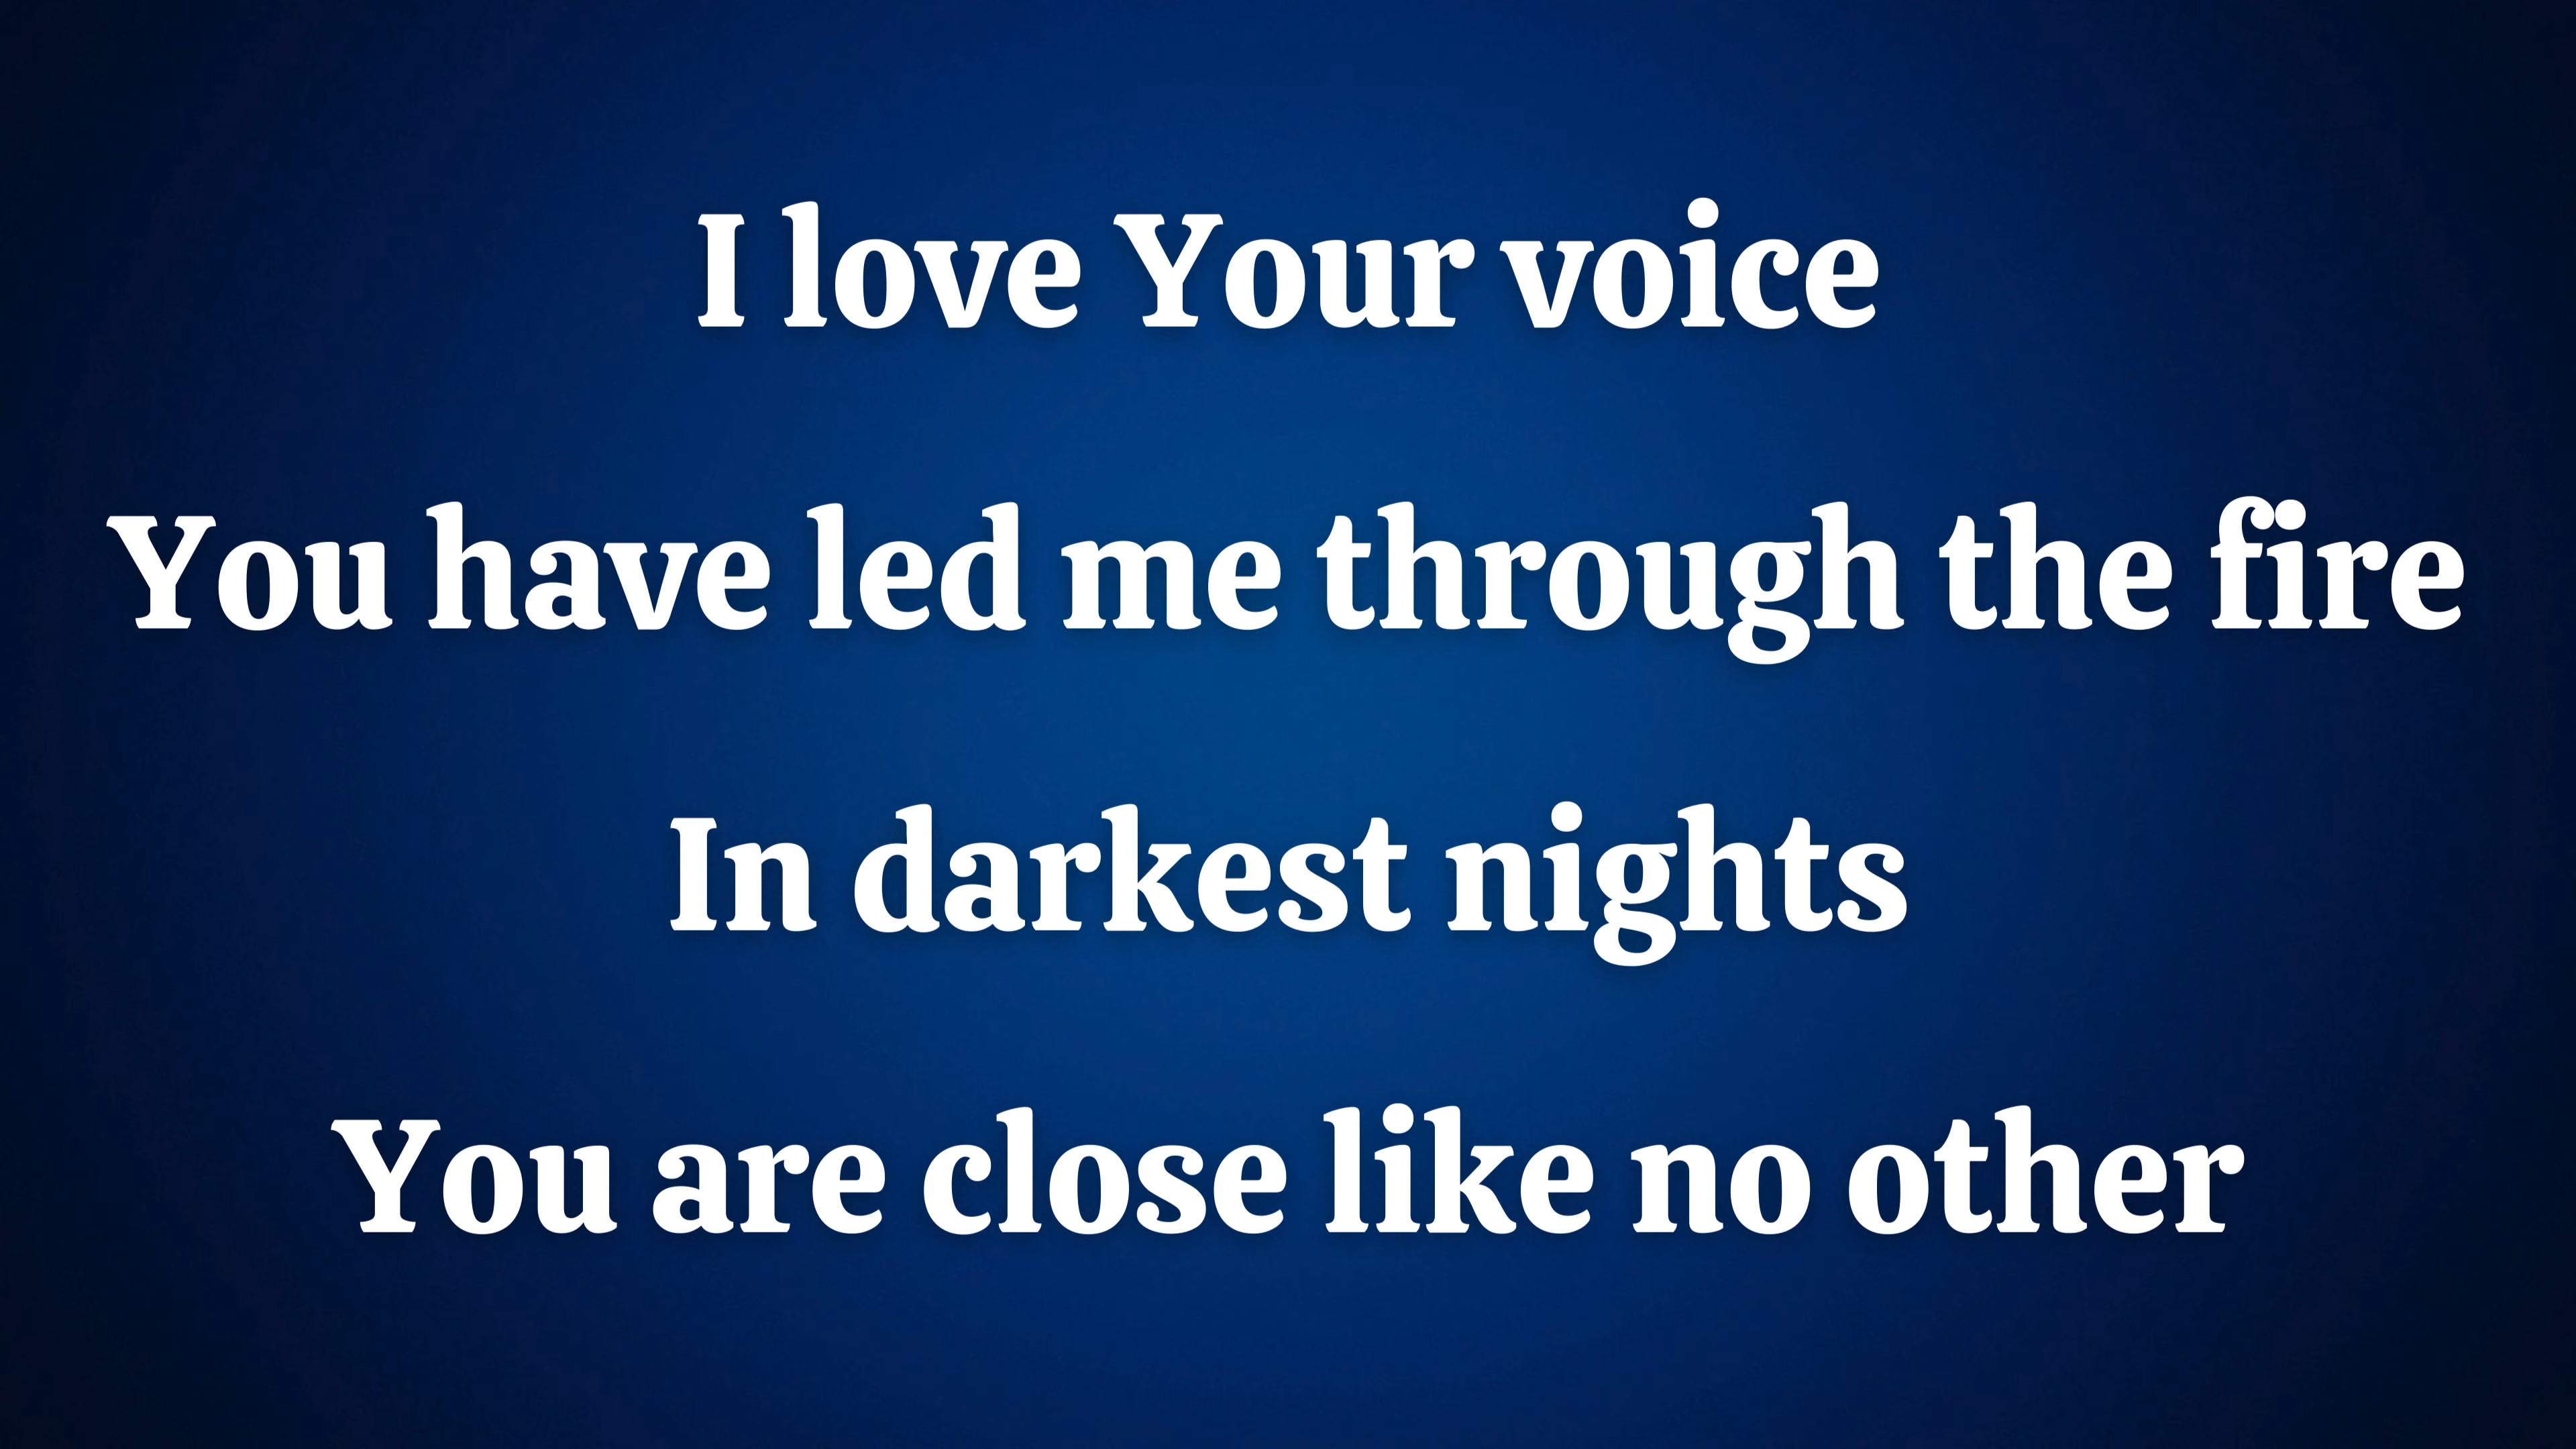 I love Your voice
You have led me through the fire
In darkest nights
You are close like no other